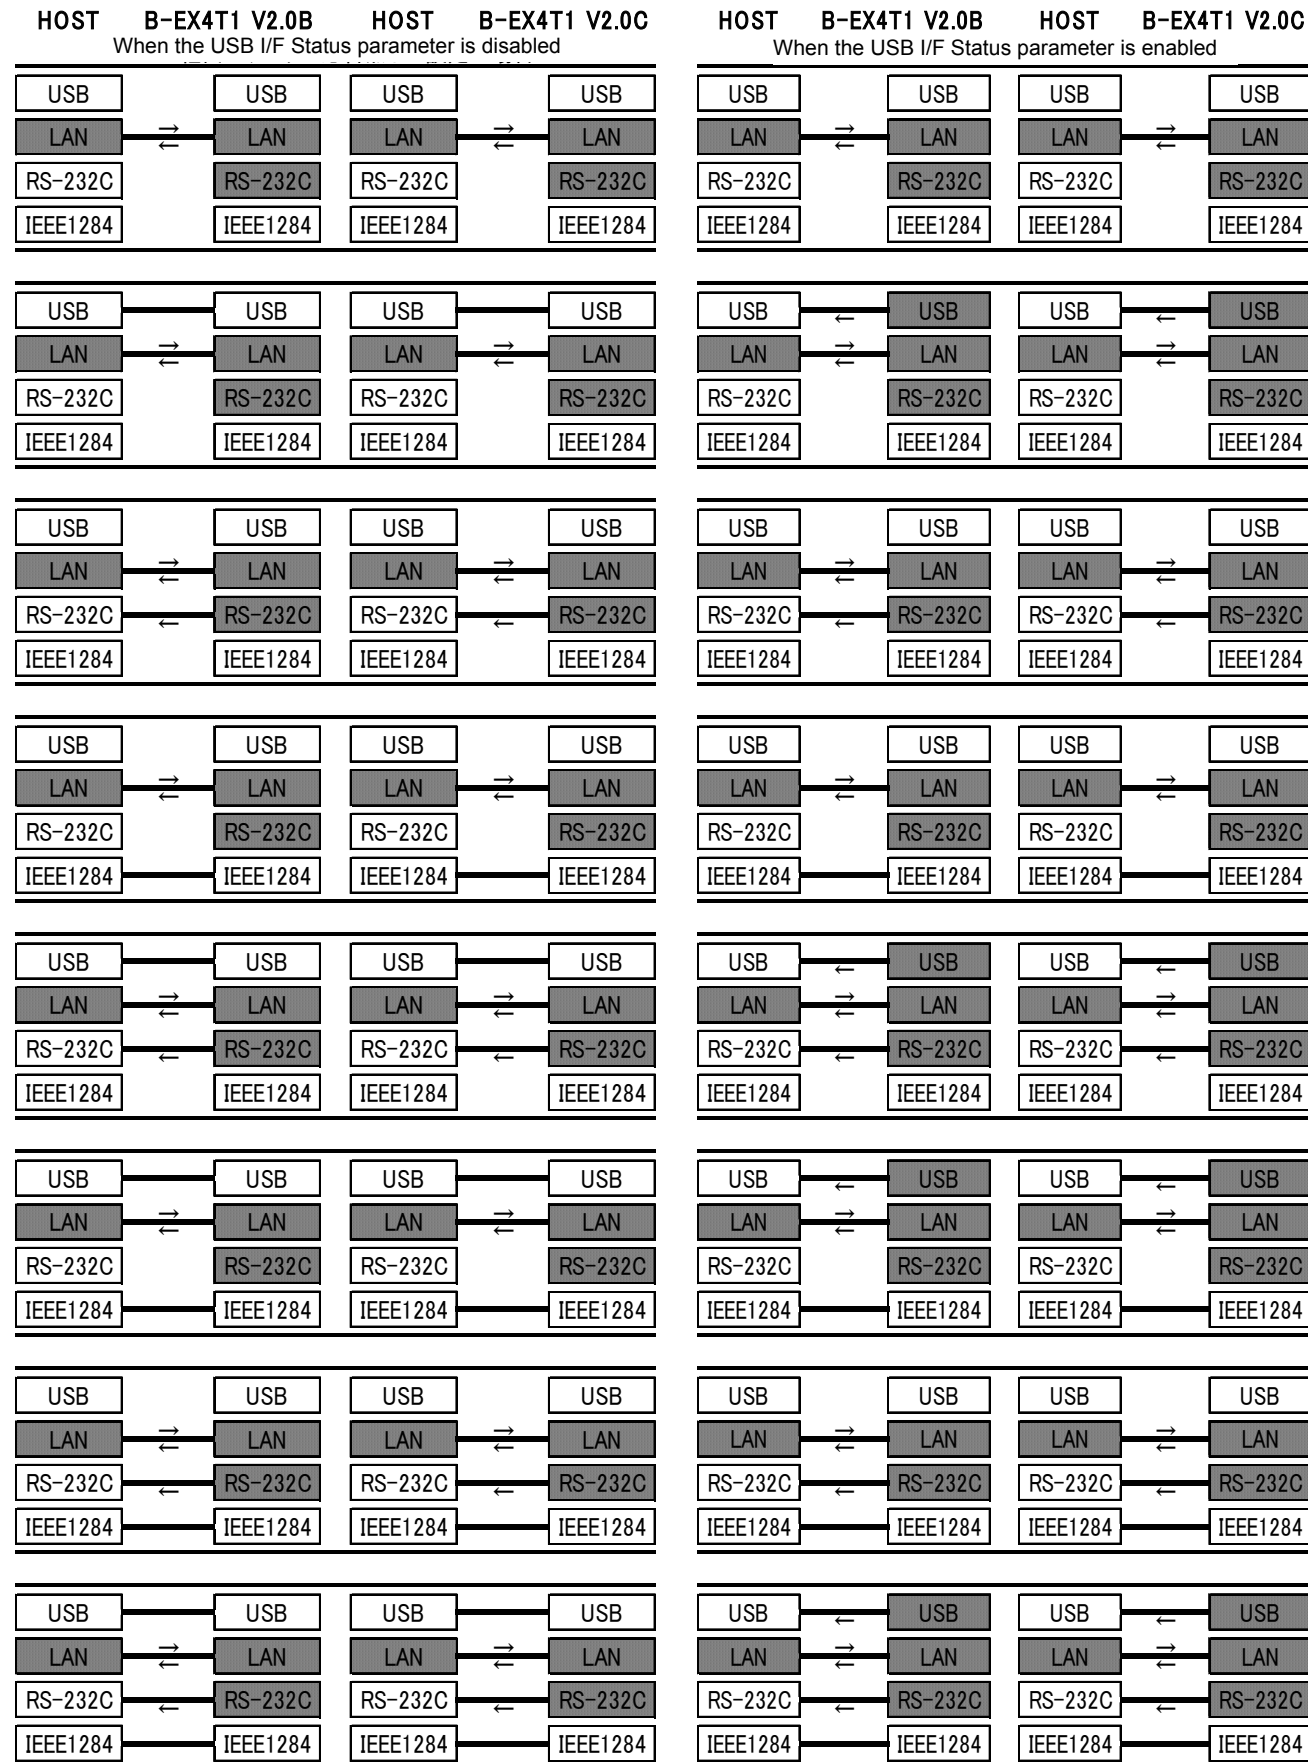 HOST B-EX4T1 V2.0B HOST B-EX4T1 V2.0C HOST B-EX4T1 V2.0B HOST B-EX4T1 V2.0C
When the USB I/F Status parameter is disabled When the USB I/F Status parameter is enabled
USB USB USB USB USB USB USB USB
LAN → ← LAN LAN → ← LAN LAN → ← LAN LAN → ← LAN
RS-232C RS-232C RS-232C RS-232C RS-232C RS-232C RS-232C RS-232C
IEEE1284 IEEE1284 IEEE1284 IEEE1284 IEEE1284 IEEE1284 IEEE1284 IEEE1284
USB USB USB USB USB ← USB USB ← USB
LAN → ← LAN LAN → ← LAN LAN → ← LAN LAN → ← LAN
RS-232C RS-232C RS-232C RS-232C RS-232C RS-232C RS-232C RS-232C
IEEE1284 IEEE1284 IEEE1284 IEEE1284 IEEE1284 IEEE1284 IEEE1284 IEEE1284
USB USB USB USB USB USB USB USB
LAN → ← LAN LAN → ← LAN LAN → ← LAN LAN → ← LAN
RS-232C ← RS-232C RS-232C ← RS-232C RS-232C ← RS-232C RS-232C ← RS-232C
IEEE1284 IEEE1284 IEEE1284 IEEE1284 IEEE1284 IEEE1284 IEEE1284 IEEE1284
USB USB USB USB USB USB USB USB
LAN → ← LAN LAN → ← LAN LAN → ← LAN LAN → ← LAN
RS-232C RS-232C RS-232C RS-232C RS-232C RS-232C RS-232C RS-232C
IEEE1284 IEEE1284 IEEE1284 IEEE1284 IEEE1284 IEEE1284 IEEE1284 IEEE1284
USB USB USB USB USB ← USB USB ← USB
LAN → ← LAN LAN → ← LAN LAN → ← LAN LAN → ← LAN
RS-232C ← RS-232C RS-232C ← RS-232C RS-232C ← RS-232C RS-232C ← RS-232C
IEEE1284 IEEE1284 IEEE1284 IEEE1284 IEEE1284 IEEE1284 IEEE1284 IEEE1284
USB USB USB USB USB ← USB USB ← USB
LAN → ← LAN LAN → ← LAN LAN → ← LAN LAN → ← LAN
RS-232C RS-232C RS-232C RS-232C RS-232C RS-232C RS-232C RS-232C
IEEE1284 IEEE1284 IEEE1284 IEEE1284 IEEE1284 IEEE1284 IEEE1284 IEEE1284
USB USB USB USB USB USB USB USB
LAN → ← LAN LAN → ← LAN LAN → ← LAN LAN → ← LAN
RS-232C ← RS-232C RS-232C ← RS-232C RS-232C ← RS-232C RS-232C ← RS-232C
IEEE1284 IEEE1284 IEEE1284 IEEE1284 IEEE1284 IEEE1284 IEEE1284 IEEE1284
USB USB USB USB USB ← USB USB ← USB
LAN → ← LAN LAN → ← LAN LAN → ← LAN LAN → ← LAN
RS-232C ← RS-232C RS-232C ← RS-232C RS-232C ← RS-232C RS-232C ← RS-232C
IEEE1284 IEEE1284 IEEE1284 IEEE1284 IEEE1284 IEEE1284 IEEE1284 IEEE1284